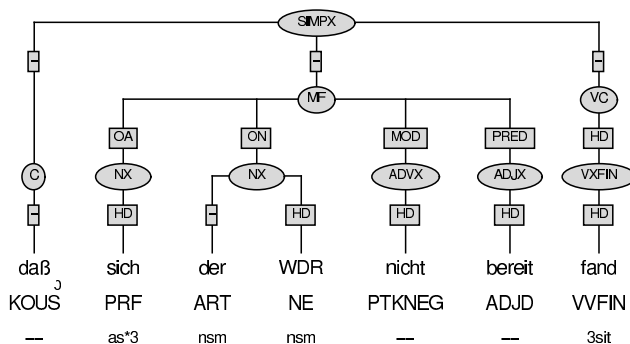 SIMPX
– – –
MF VC
OA ON MOD PRED HD
C NX NX ADVX ADJX VXFIN
– HD – HD HD HD HD
daß sich der WDR nicht bereit fand
KOUS PRF ART NE PTKNEG ADJD VVFIN
−− as*3 nsm nsm −− −− 3sit